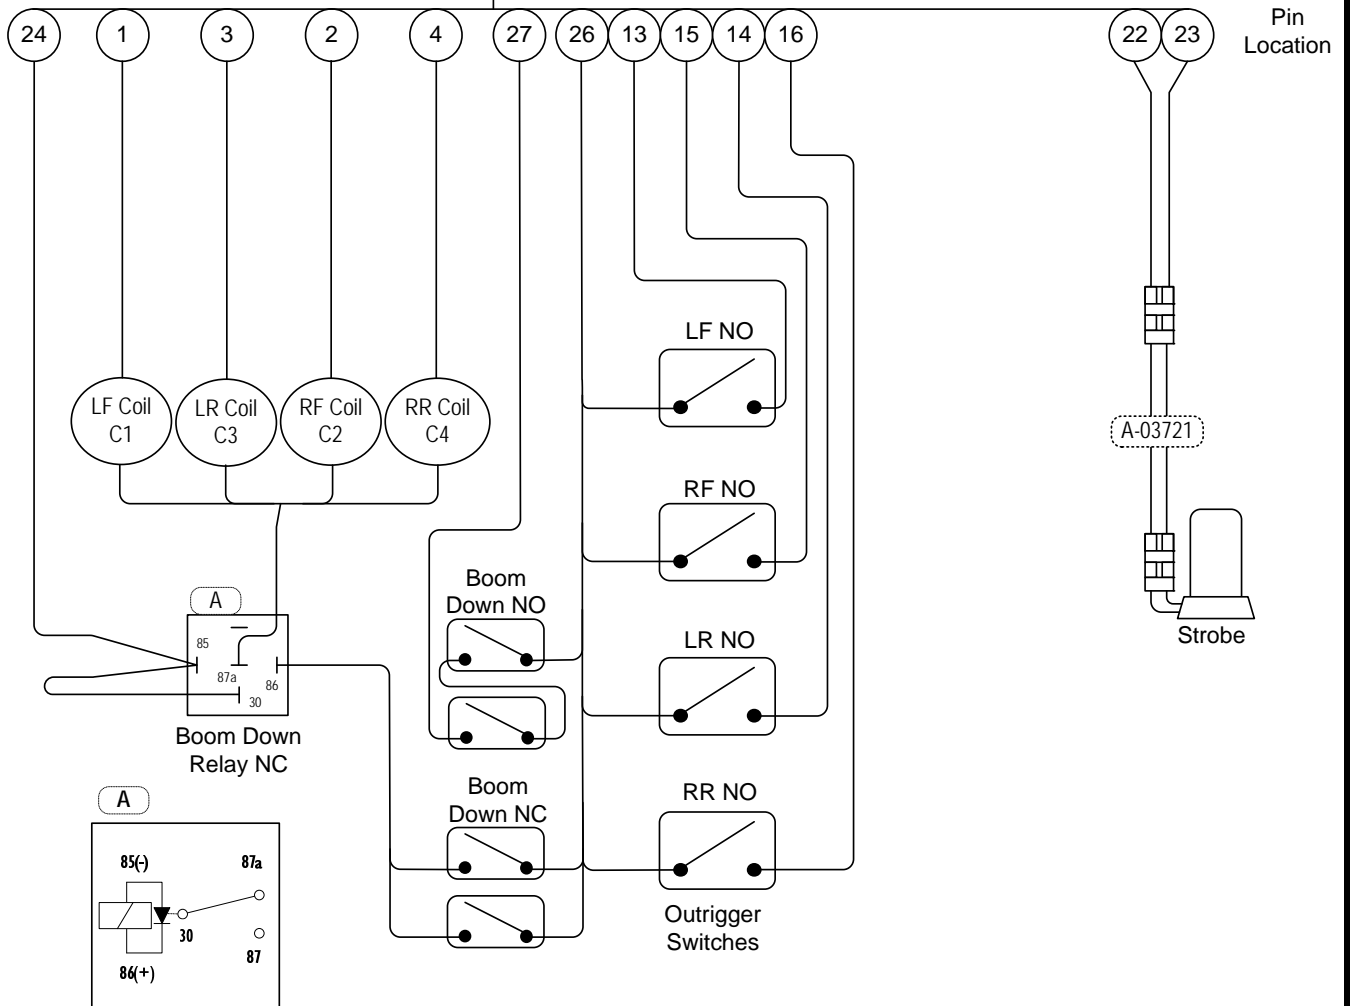 24 1 3 2 4 27 26 13 15 14 16 22 23
Pin
Location
LF NO
LF Coil
C1
LR Coil
C3
RF Coil
C2
RR Coil
C4
A-03721
RF NO
Boom
Down NO
A
85
87a
86
30
LR NO
Strobe
Boom Down
Relay NC
Boom
Down NC
RR NO
A
85(-)
87a
30
87
86(+)
Outrigger
Switches